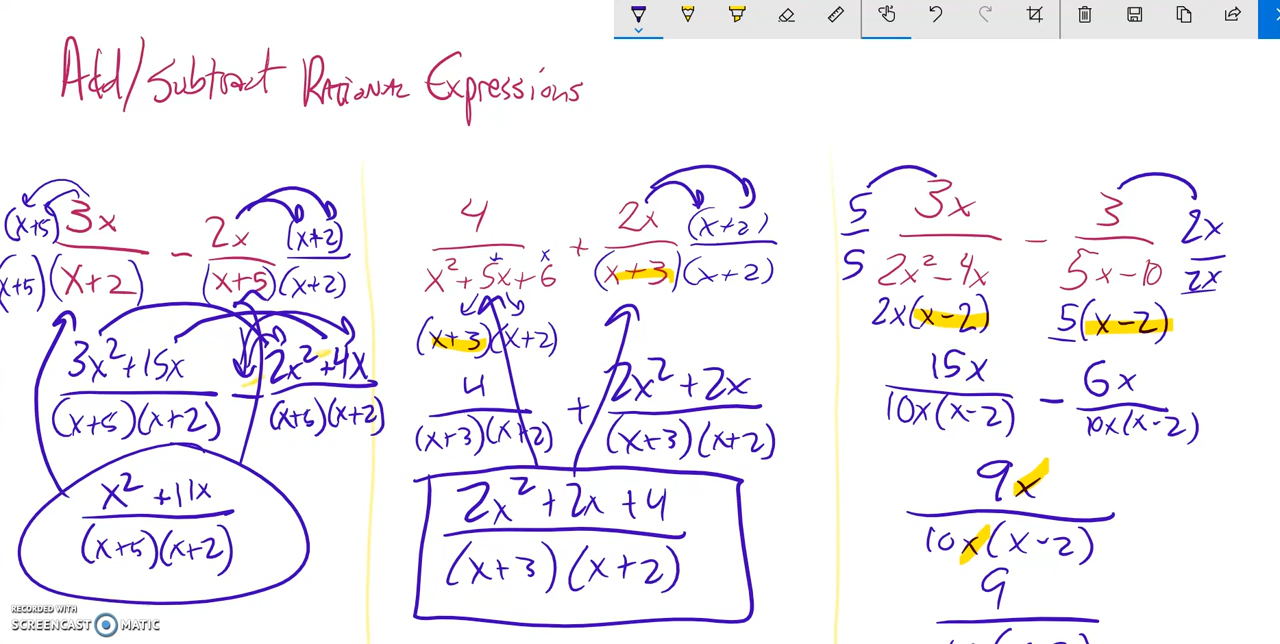 Add/Subtract Rational Expressions
(x+5) 3x / (x+5)(x+2) − 2x (x+2) / (x+5)(x+2)
3x² + 15x / (x+5)(x+2) − 2x² + 4x / (x+5)(x+2)
x² + 11x / (x+5)(x+2)
4 / x² + 5x + 6 + 2x (x+2) / (x+3)(x+2)
(x+3)(x+2)
4 / (x+3)(x+2) + 2x² + 2x / (x+3)(x+2)
2x² + 2x + 4 / (x+3)(x+2)
5 / 5 3x / 2x² − 4x − 3 / 5x − 10 2x / 2x
2x(x−2) 5(x−2)
15x / 10x(x−2) − 6x / 10x(x−2)
9x / 10x(x−2)
9
RECORDED WITH
SCREENCAST MATIC